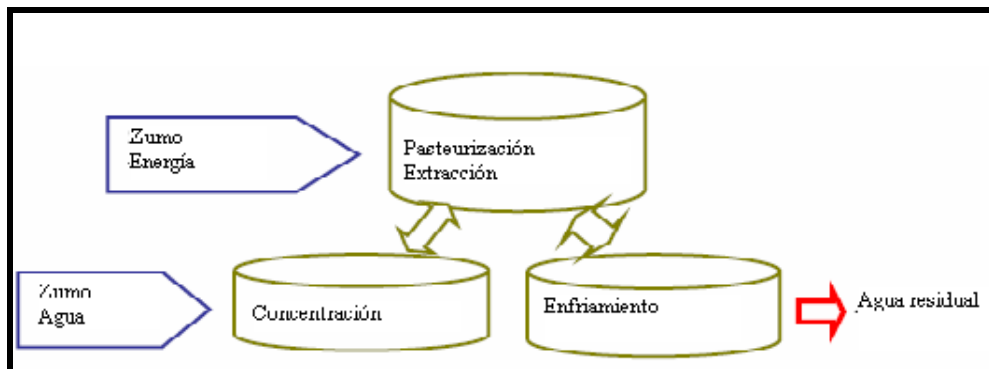 Zumo
Energía
Pasteurización
Extracción
Zumo
Agua
Concentración
Enfriamiento
Agua residual